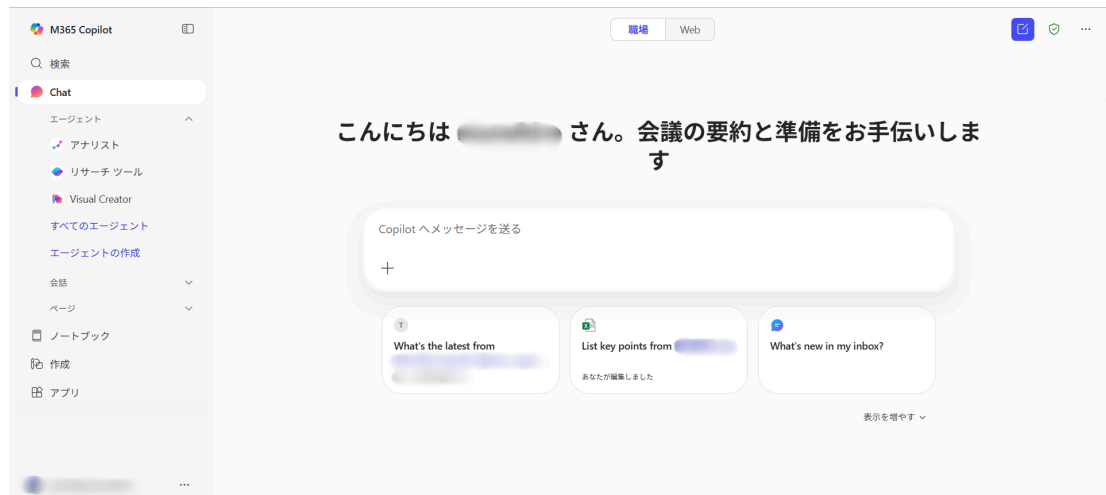 M365 Copilot
職場
Web
検索
Chat
エージェント
アナリスト
リサーチ ツール
Visual Creator
すべてのエージェント
エージェントの作成
会話
ページ
ノートブック
作成
アプリ
こんにちは さん。会議の要約と準備をお手伝いしま
す
Copilot へメッセージを送る
T
What's the latest from
List key points from
あなたが編集しました
What's new in my inbox?
表示を増やす